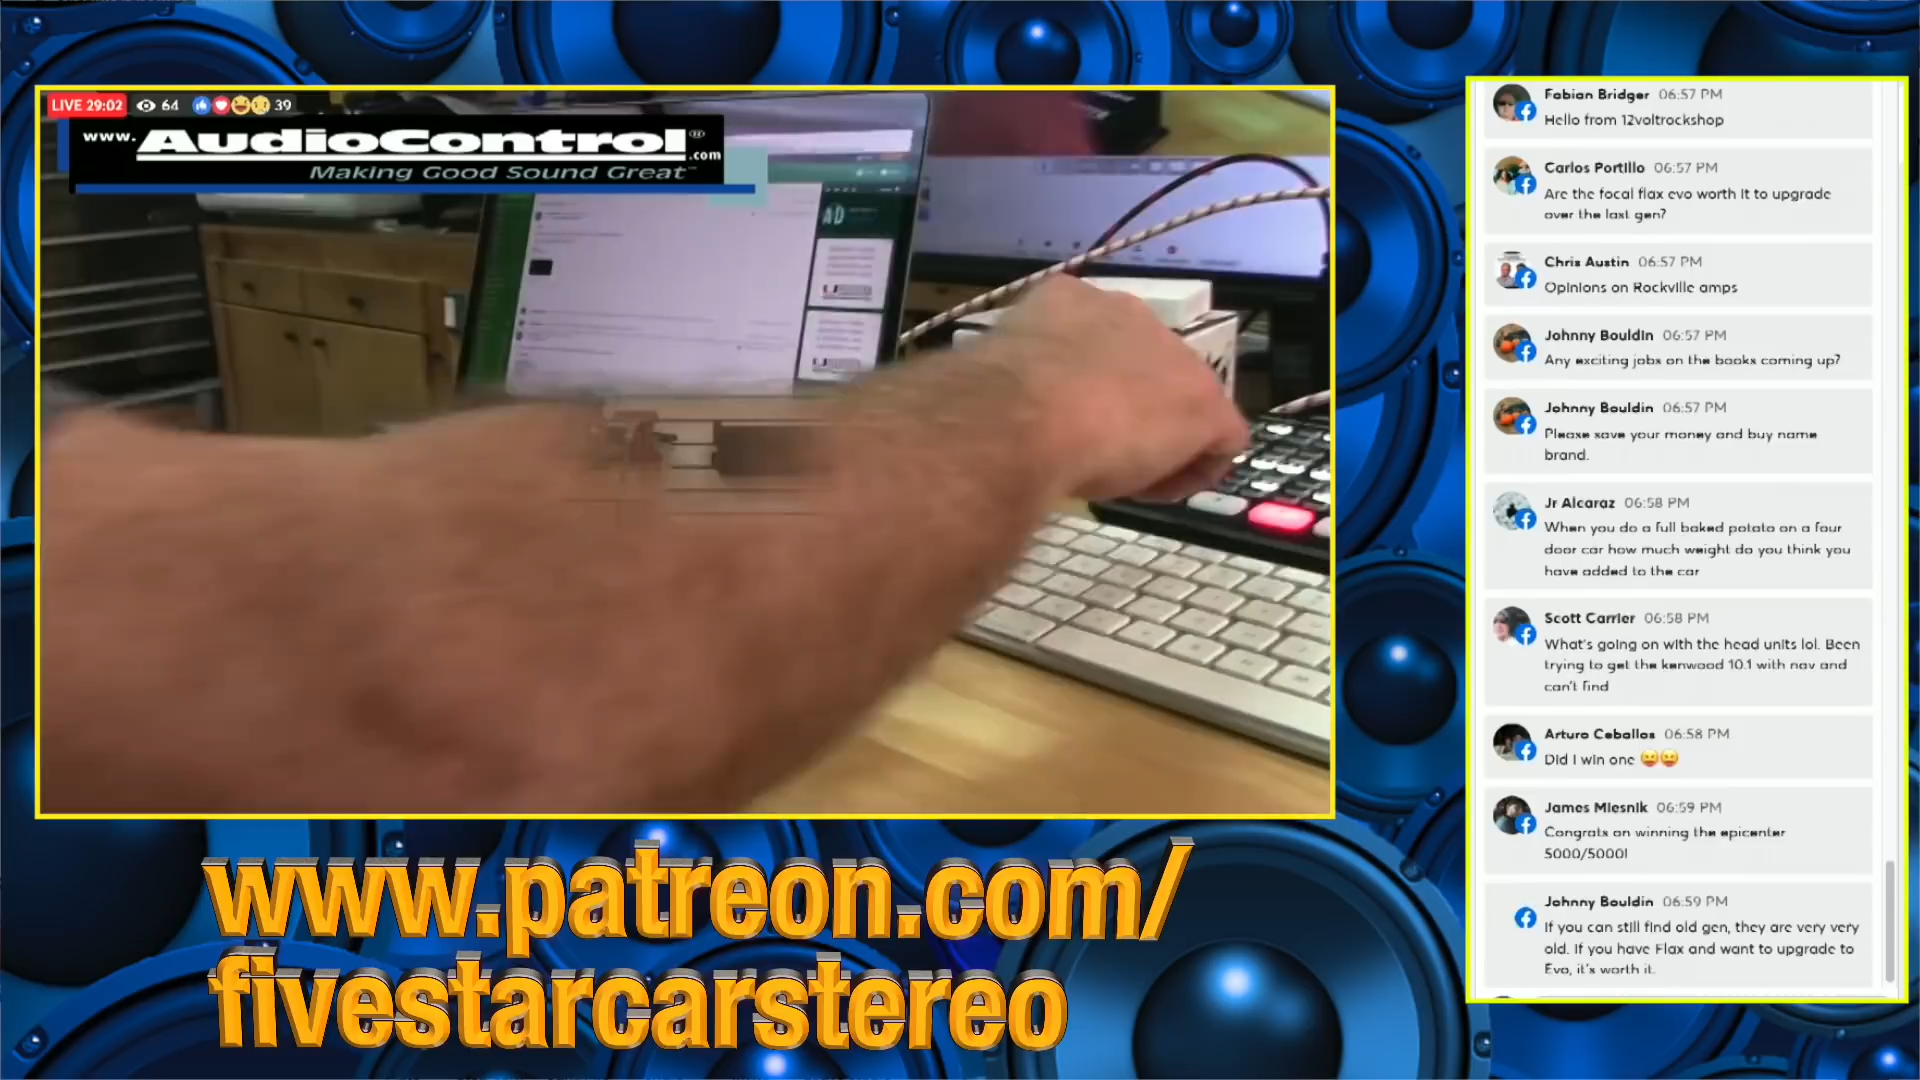 LIVE 29:02 64 39
www.AudioControl®.com
Making Good Sound Great™
AD
www.patreon.com/
fivestarcarstereo
Fabian Bridger 06:57 PM
Hello from 12voltrockshop
Carlos Portillo 06:57 PM
Are the focal flax evo worth it to upgrade
over the last gen?
Chris Austin 06:57 PM
Opinions on Rockville amps
Johnny Bouldin 06:57 PM
Any exciting jobs on the books coming up?
Johnny Bouldin 06:57 PM
Please save your money and buy name
brand.
Jr Alcaraz 06:58 PM
When you do a full baked potato on a four
door car how much weight do you think you
have added to the car
Scott Carrier 06:58 PM
What's going on with the head units lol. Been
trying to get the kenwood 10.1 with nav and
can't find
Arturo Ceballos 06:58 PM
Did I win one 😝😝
James Miesnik 06:59 PM
Congrats on winning the epicenter
5000/5000!
Johnny Bouldin 06:59 PM
If you can still find old gen, they are very very
old. If you have Flax and want to upgrade to
Evo, it's worth it.